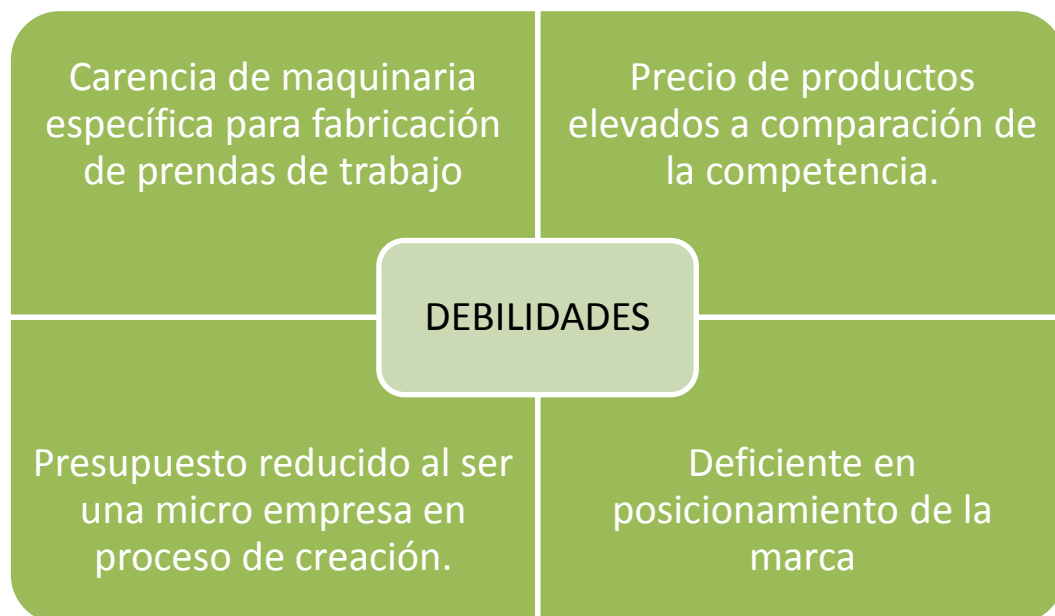 Carencia de maquinaria
específica para fabricación
de prendas de trabajo
Precio de productos
elevados a comparación de
la competencia.
DEBILIDADES
Presupuesto reducido al ser
una micro empresa en
proceso de creación.
Deficiente en
posicionamiento de la
marca